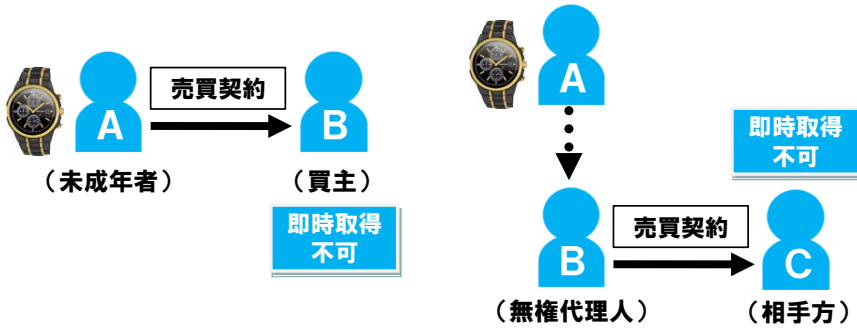 売買契約
A
B
（未成年者）
（買主）
即時取得
不可
A
即時取得
不可
売買契約
B
C
（無権代理人）
（相手方）